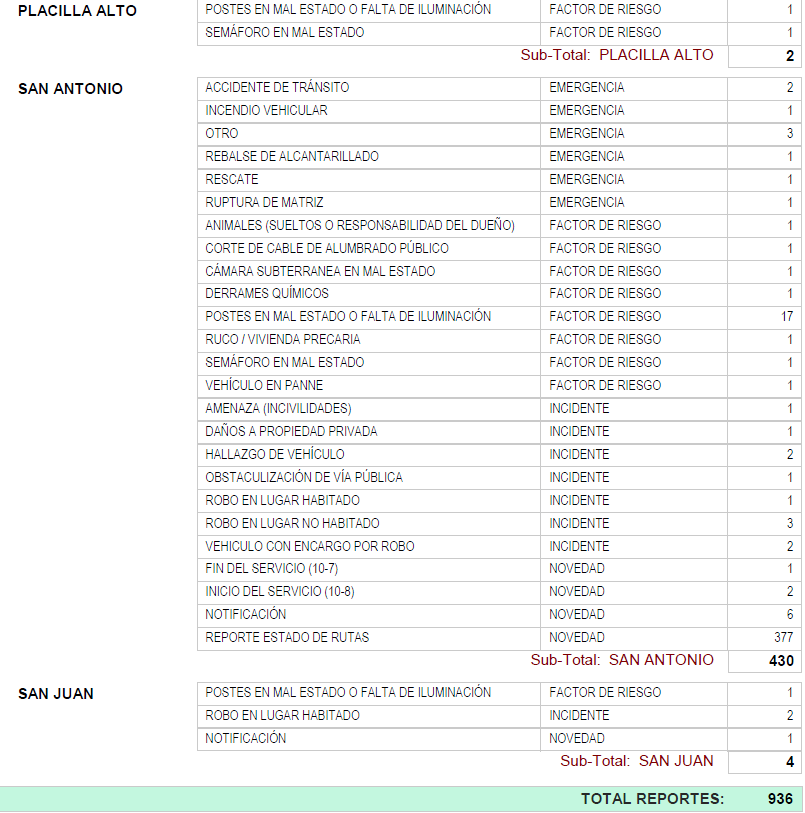 PLACILLA ALTO POSTES EN MAL ESTADO O FALTA DE ILUMINACIÓN FACTOR DE RIESGO 1
SEMÁFORO EN MAL ESTADO FACTOR DE RIESGO 1
Sub-Total: PLACILLA ALTO 2
SAN ANTONIO ACCIDENTE DE TRÁNSITO EMERGENCIA 2
INCENDIO VEHICULAR EMERGENCIA 1
OTRO EMERGENCIA 3
REBALSE DE ALCANTARILLADO EMERGENCIA 1
RESCATE EMERGENCIA 1
RUPTURA DE MATRIZ EMERGENCIA 1
ANIMALES (SUELTOS O RESPONSABILIDAD DEL DUEÑO) FACTOR DE RIESGO 1
CORTE DE CABLE DE ALUMBRADO PÚBLICO FACTOR DE RIESGO 1
CÁMARA SUBTERRANEA EN MAL ESTADO FACTOR DE RIESGO 1
DERRAMES QUÍMICOS FACTOR DE RIESGO 1
POSTES EN MAL ESTADO O FALTA DE ILUMINACIÓN FACTOR DE RIESGO 17
RUCO / VIVIENDA PRECARIA FACTOR DE RIESGO 1
SEMÁFORO EN MAL ESTADO FACTOR DE RIESGO 1
VEHÍCULO EN PANNE FACTOR DE RIESGO 1
AMENAZA (INCIVILIDADES) INCIDENTE 1
DAÑOS A PROPIEDAD PRIVADA INCIDENTE 1
HALLAZGO DE VEHÍCULO INCIDENTE 2
OBSTACULIZACIÓN DE VÍA PÚBLICA INCIDENTE 1
ROBO EN LUGAR HABITADO INCIDENTE 1
ROBO EN LUGAR NO HABITADO INCIDENTE 3
VEHICULO CON ENCARGO POR ROBO INCIDENTE 2
FIN DEL SERVICIO (10-7) NOVEDAD 1
INICIO DEL SERVICIO (10-8) NOVEDAD 2
NOTIFICACIÓN NOVEDAD 6
REPORTE ESTADO DE RUTAS NOVEDAD 377
Sub-Total: SAN ANTONIO 430
SAN JUAN POSTES EN MAL ESTADO O FALTA DE ILUMINACIÓN FACTOR DE RIESGO 1
ROBO EN LUGAR HABITADO INCIDENTE 2
NOTIFICACIÓN NOVEDAD 1
Sub-Total: SAN JUAN 4
TOTAL REPORTES: 936